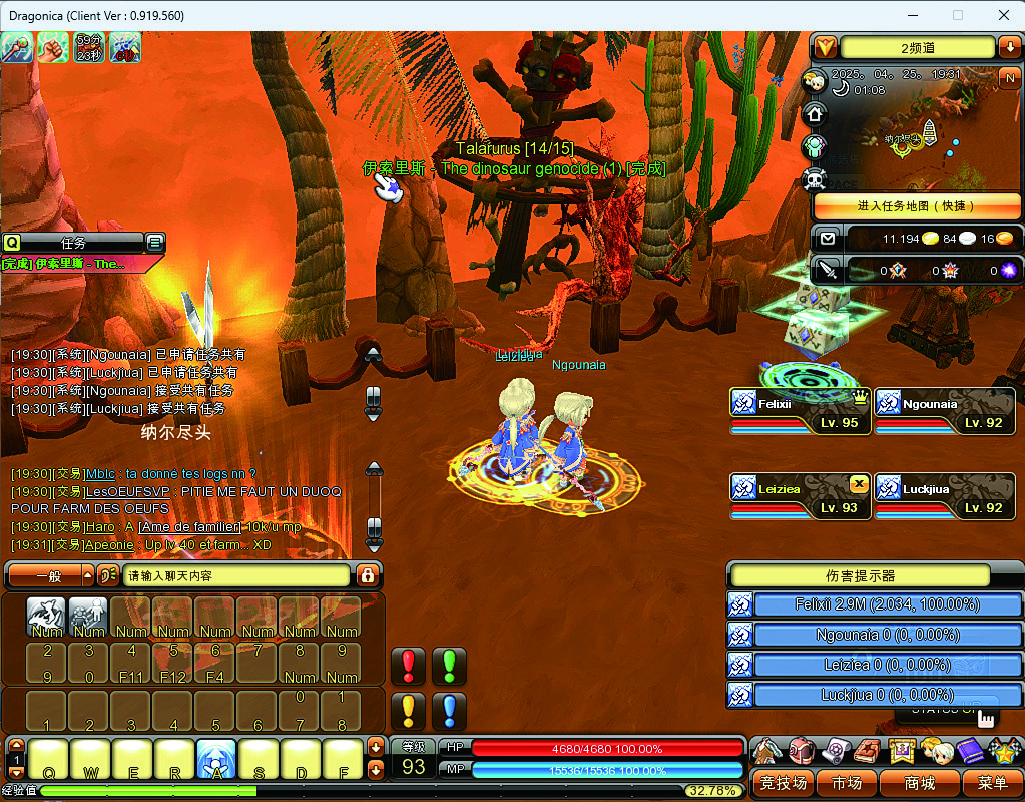 Dragonica (Client Ver : 0.919.560)
59分
23秒
2频道
2025。 04。 25。 19:31
01:08
N
纳尔尽头
进入任务地图（快捷）
11.194 84 16
0 0 0
Talarurus [14/15]
伊索里斯 - The dinosaur genocide (1) [完成]
Q 任务
[完成] 伊索里斯 - The...
[19:30][系统][Ngounaia] 已申请任务共有
[19:30][系统][Luckjiua] 已申请任务共有
[19:30][系统][Ngounaia] 接受共有任务
[19:30][系统][Luckjiua] 接受共有任务
纳尔尽头
Leiziea
Ngounaia
Felixii
Lv. 95
Ngounaia
Lv. 92
Leiziea
Lv. 93
Luckjiua
Lv. 92
[19:30][交易]Mblc : ta donné tes logs nn ?
[19:30][交易]LesOEUFSVP : PITIE ME FAUT UN DUOQ
POUR FARM DES OEUFS
[19:30][交易]Haro : A [Ame de familier] 10k/u mp
[19:31][交易]Apeonie : Up lv 40 et farm... XD
一般 请输入聊天内容
伤害提示器
Felixii 2.9M (2.034, 100.00%)
Ngounaia 0 (0, 0.00%)
Leiziea 0 (0, 0.00%)
Luckjiua 0 (0, 0.00%)
STATUS UP
Num Num Num Num Num Num Num Num
2 3 4 5 6 7 8 9
9 0 F11 F12 F4 Num Num
0 1
1 2 3 4 5 6 7 8
1 Q W E R A S D F
等级
93
HP 4680/4680 100.00%
MP 15536/15536 100.00%
经验值 32.78%
竞技场 市场 商城 菜单